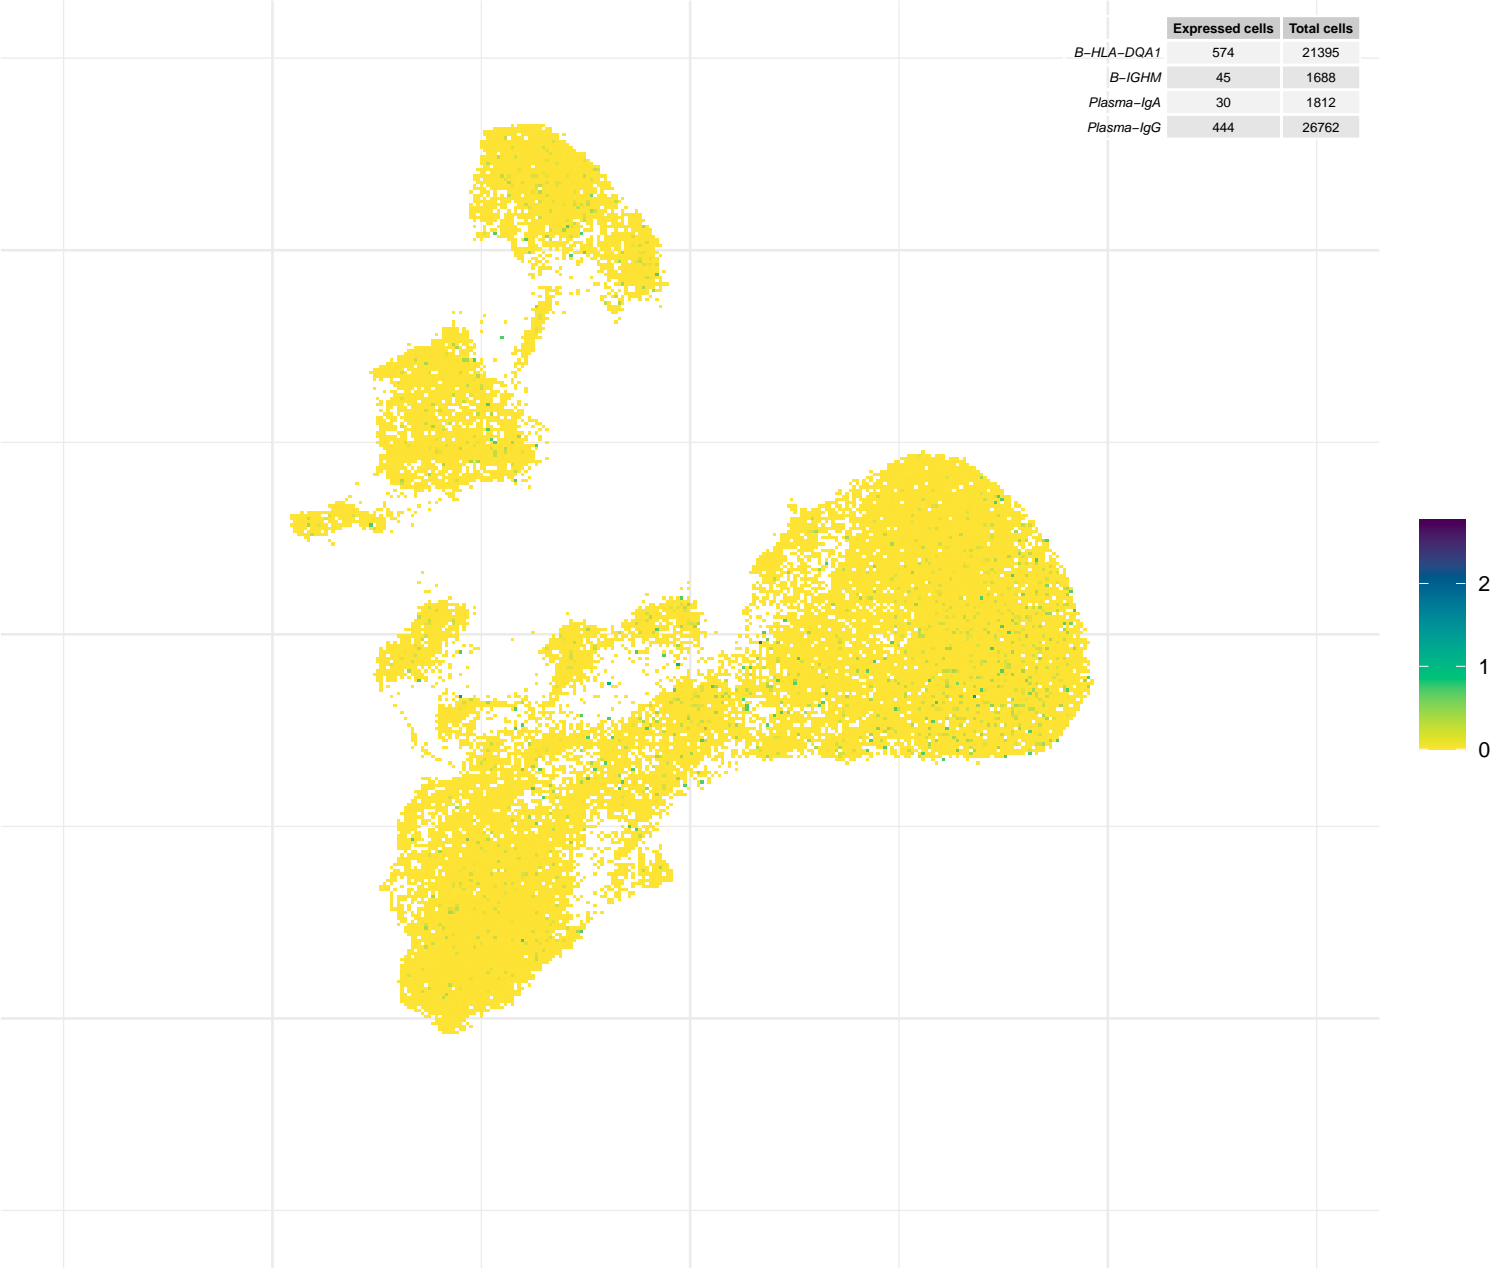 Expressed cells Total cells
B−HLA−DQA1 574 21395
B−IGHM 45 1688
Plasma−IgA 30 1812
Plasma−IgG 444 26762
2
1
0